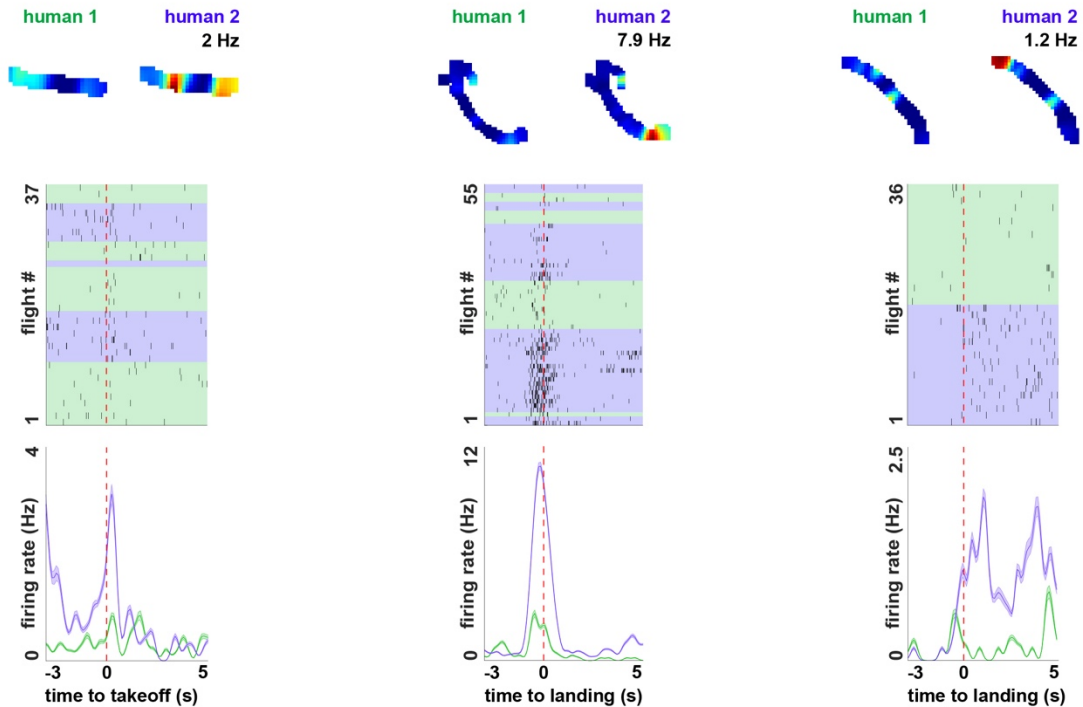 human 1
human 2
2 Hz
37
flight #
1
4
firing rate (Hz)
0
-3
0
5
time to takeoff (s)
human 1
human 2
7.9 Hz
55
flight #
1
12
firing rate (Hz)
0
-3
0
5
time to landing (s)
human 1
human 2
1.2 Hz
36
flight #
1
2.5
firing rate (Hz)
0
-3
0
5
time to landing (s)